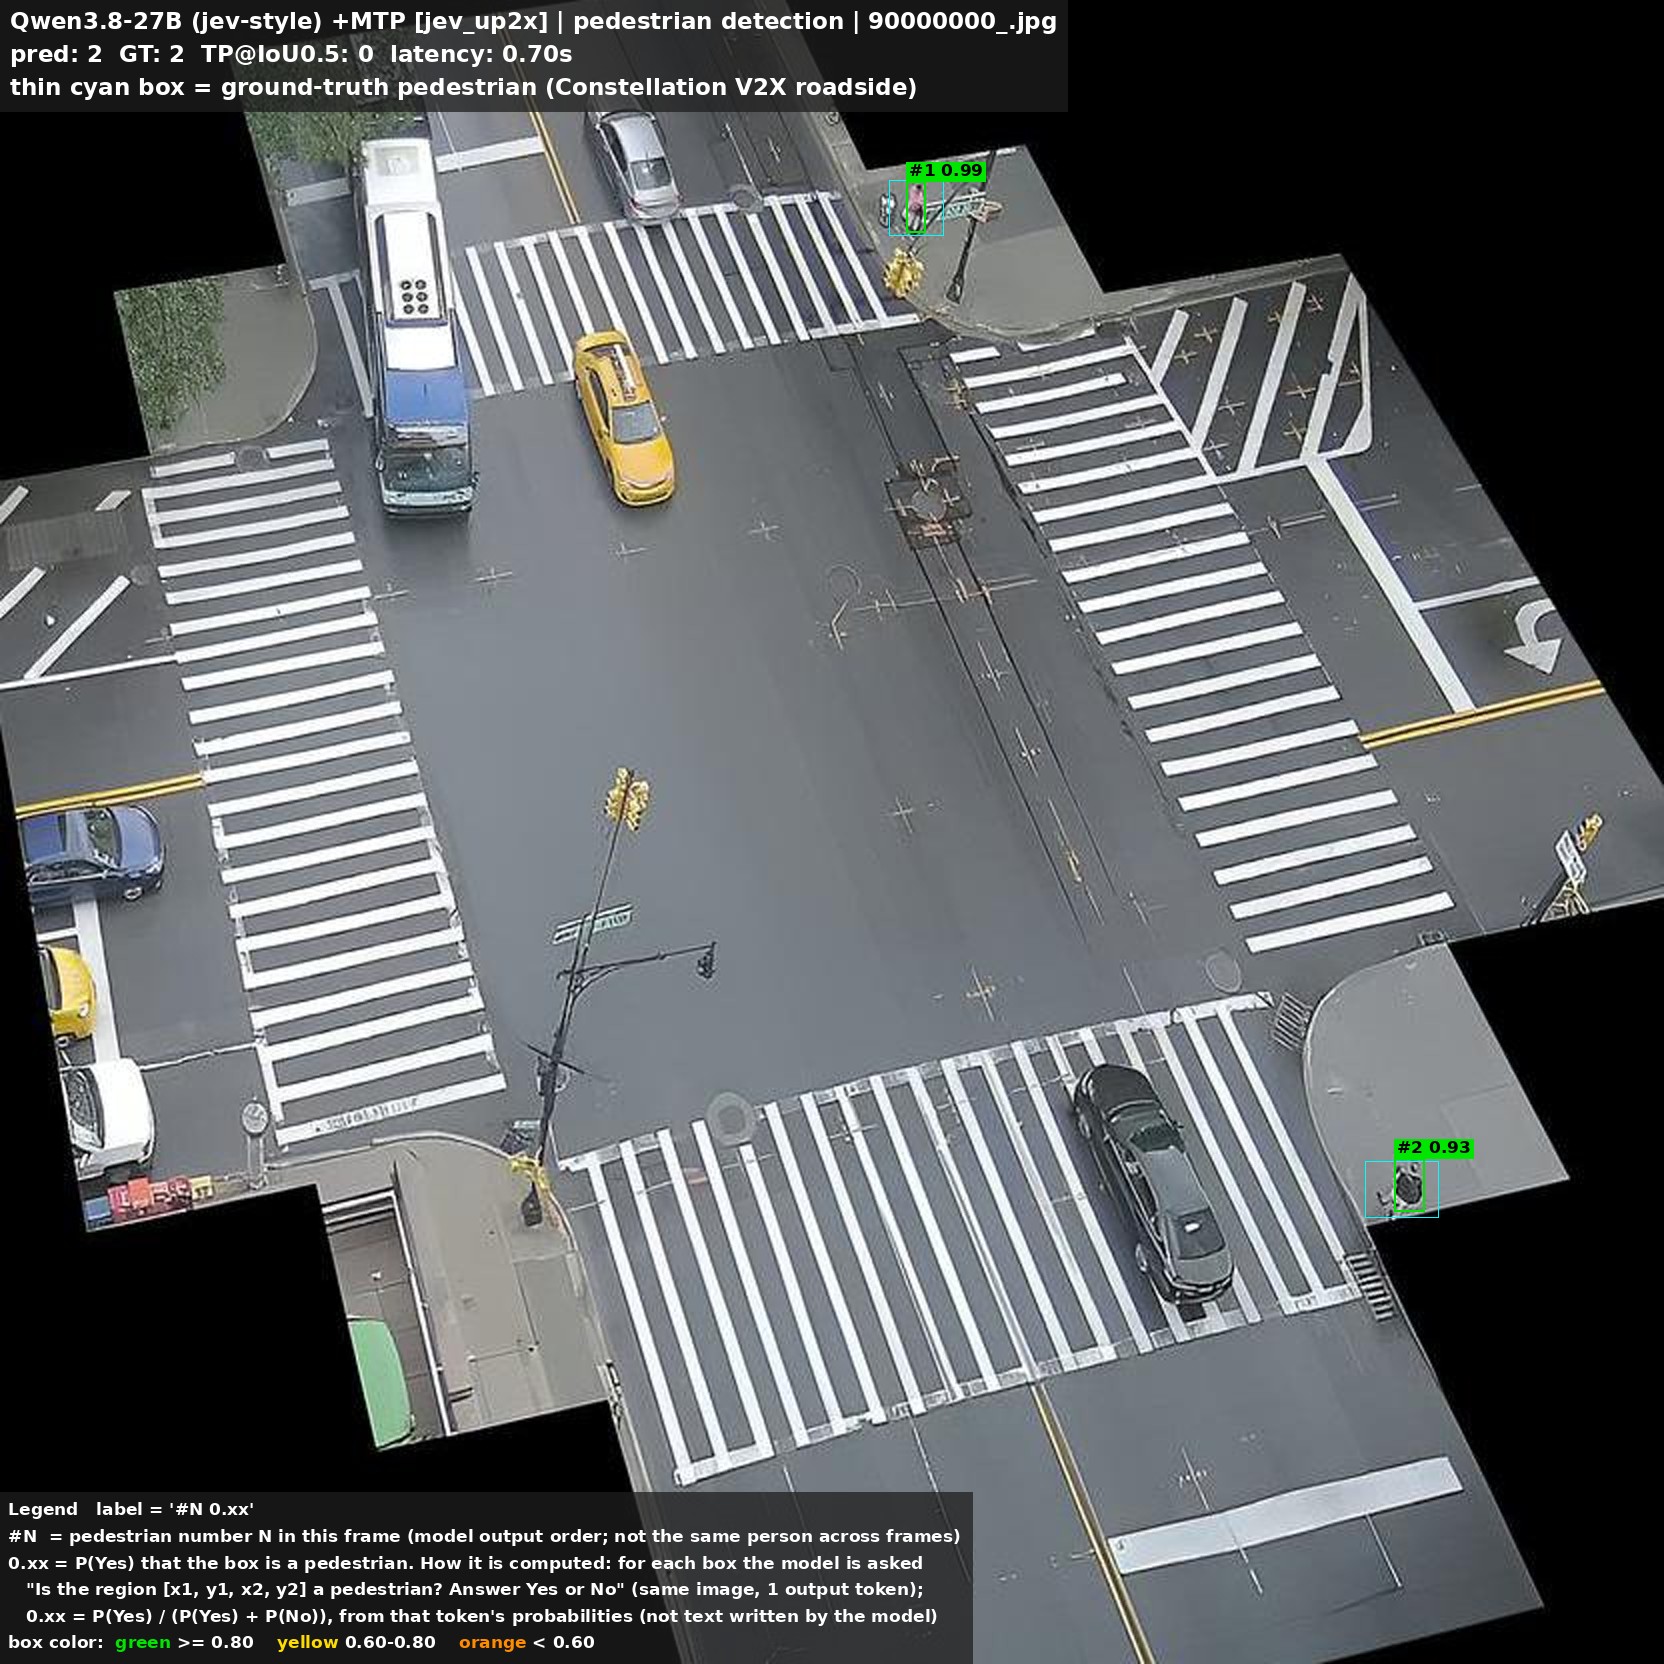 Qwen3.8-27B (jev-style) +MTP [jev_up2x] | pedestrian detection | 90000000_.jpg
pred: 2  GT: 2  TP@IoU0.5: 0  latency: 0.70s
thin cyan box = ground-truth pedestrian (Constellation V2X roadside)
#1 0.99
#2 0.93
Legend   label = '#N 0.xx'
#N  = pedestrian number N in this frame (model output order; not the same person across frames)
0.xx = P(Yes) that the box is a pedestrian. How it is computed: for each box the model is asked
"Is the region [x1, y1, x2, y2] a pedestrian? Answer Yes or No" (same image, 1 output token);
0.xx = P(Yes) / (P(Yes) + P(No)), from that token's probabilities (not text written by the model)
box color:  green >= 0.80    yellow 0.60-0.80    orange < 0.60